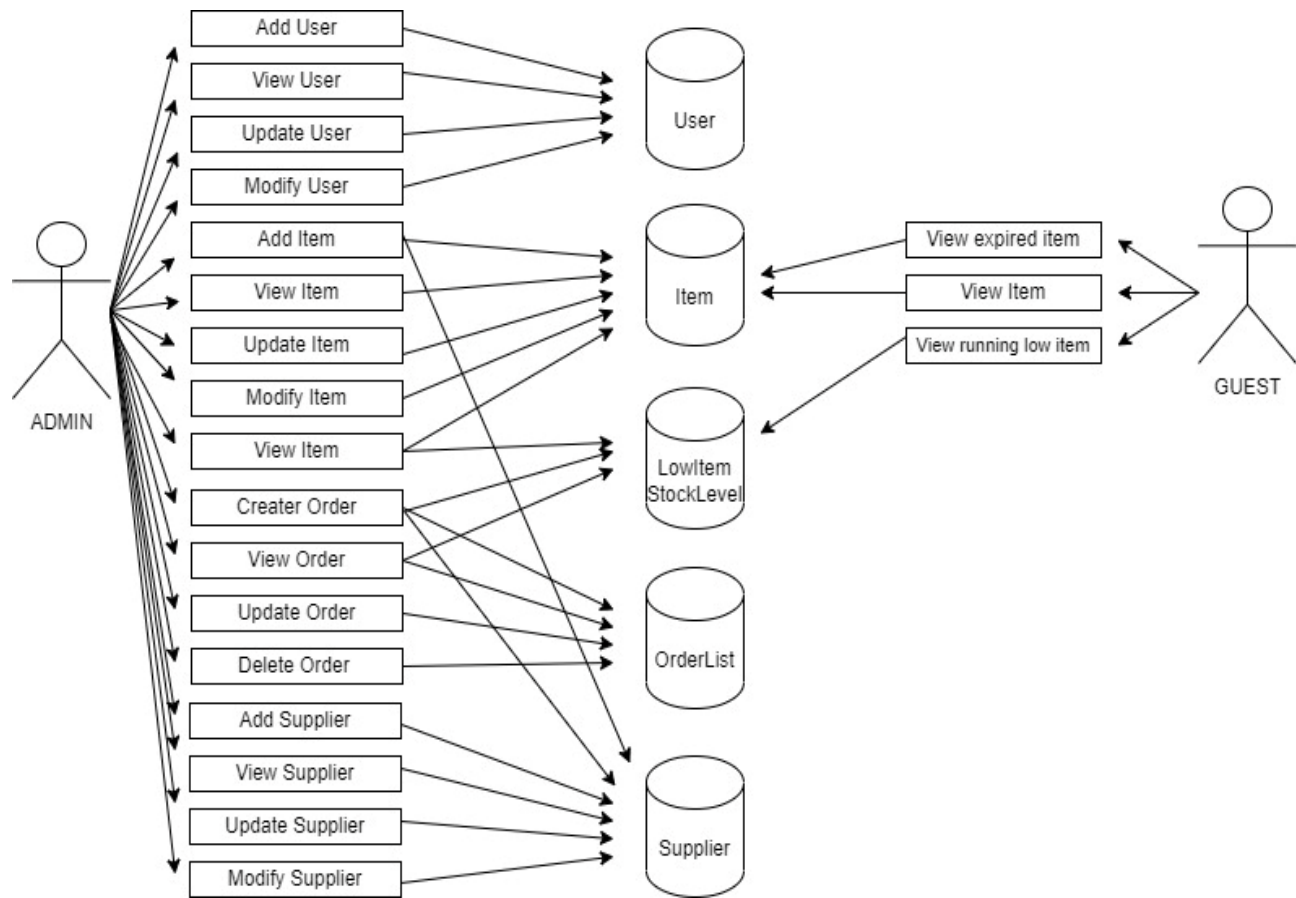 Add User
View User
Update User
Modify User
Add Item
View Item
Update Item
Modify Item
View Item
Creater Order
View Order
Update Order
Delete Order
Add Supplier
View Supplier
Update Supplier
Modify Supplier
ADMIN
User
Item
LowItem
StockLevel
OrderList
Supplier
View expired item
View Item
View running low item
GUEST